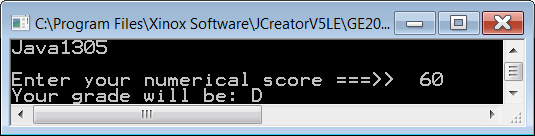 C:\Program Files\Xinox Software\JCreatorV5LE\GE20...
Java1305
Enter your numerical score ===>>  60
Your grade will be: D